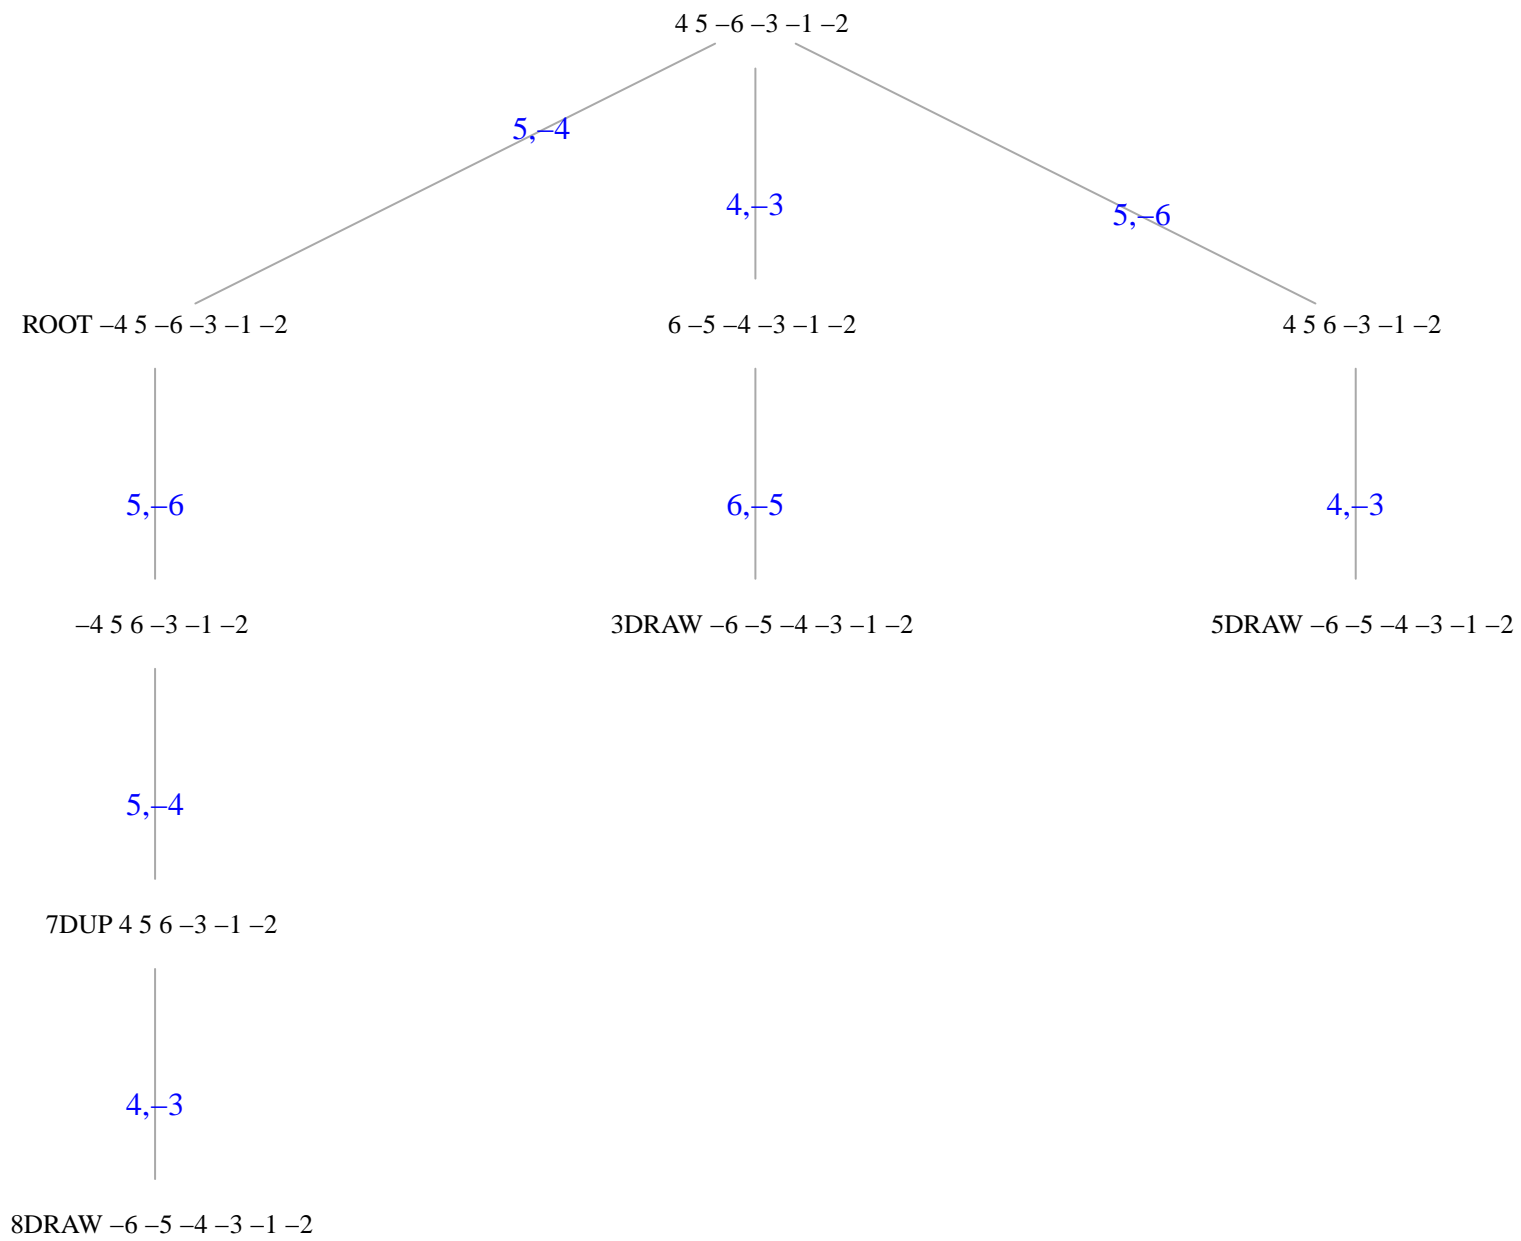 4 5 –6 –3 –1 –2
5,–4
4,–3
5,–6
ROOT –4 5 –6 –3 –1 –2
6 –5 –4 –3 –1 –2
4 5 6 –3 –1 –2
5,–6
6,–5
4,–3
–4 5 6 –3 –1 –2
3DRAW –6 –5 –4 –3 –1 –2
5DRAW –6 –5 –4 –3 –1 –2
5,–4
7DUP 4 5 6 –3 –1 –2
4,–3
8DRAW –6 –5 –4 –3 –1 –2